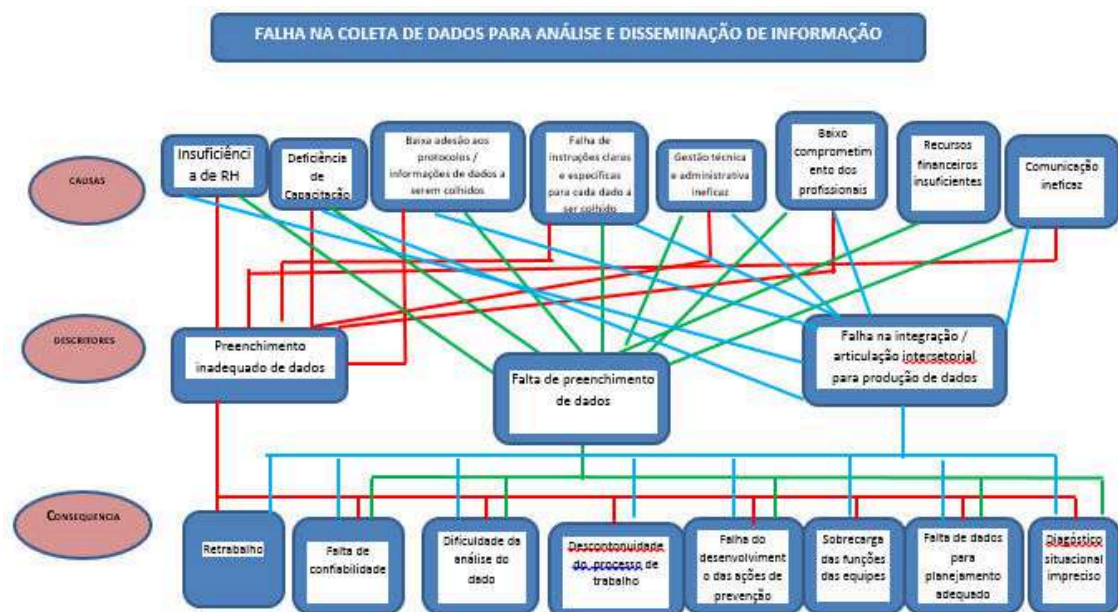 FALHA NA COLETA DE DADOS PARA ANÁLISE E DISSEMINAÇÃO DE INFORMAÇÃO
CAUSAS
Insuficiênci
a de RH
Deficiência
de
Capacitação
Baixa adesão aos
protocolos /
informações de dados a
serem colhidos
Falha de
instruções claras
e especificas
para cada dado a
ser colhido
Gestão técnica
e administrativa
ineficaz
Baixo
comprometim
ento dos
profissionais
Recursos
financeiros
insuficientes
Comunicação
ineficaz
DESCRITORES
Preenchimento
inadequado de dados
Falta de preenchimento
de dados
Falha na integração /
articulação intersetorial
para produção de dados
CONSEQUENCIA
Retrabalho
Falta de
confiabilidade
Dificuldade da
análise do
dado
Descontonuidade
do processo de
trabalho
Falha do
desenvolviment
o das ações de
prevenção
Sobrecarga
das funções
das equipes
Falta de dados
para
planejamento
adequado
Diagóstico
situacional
impreciso